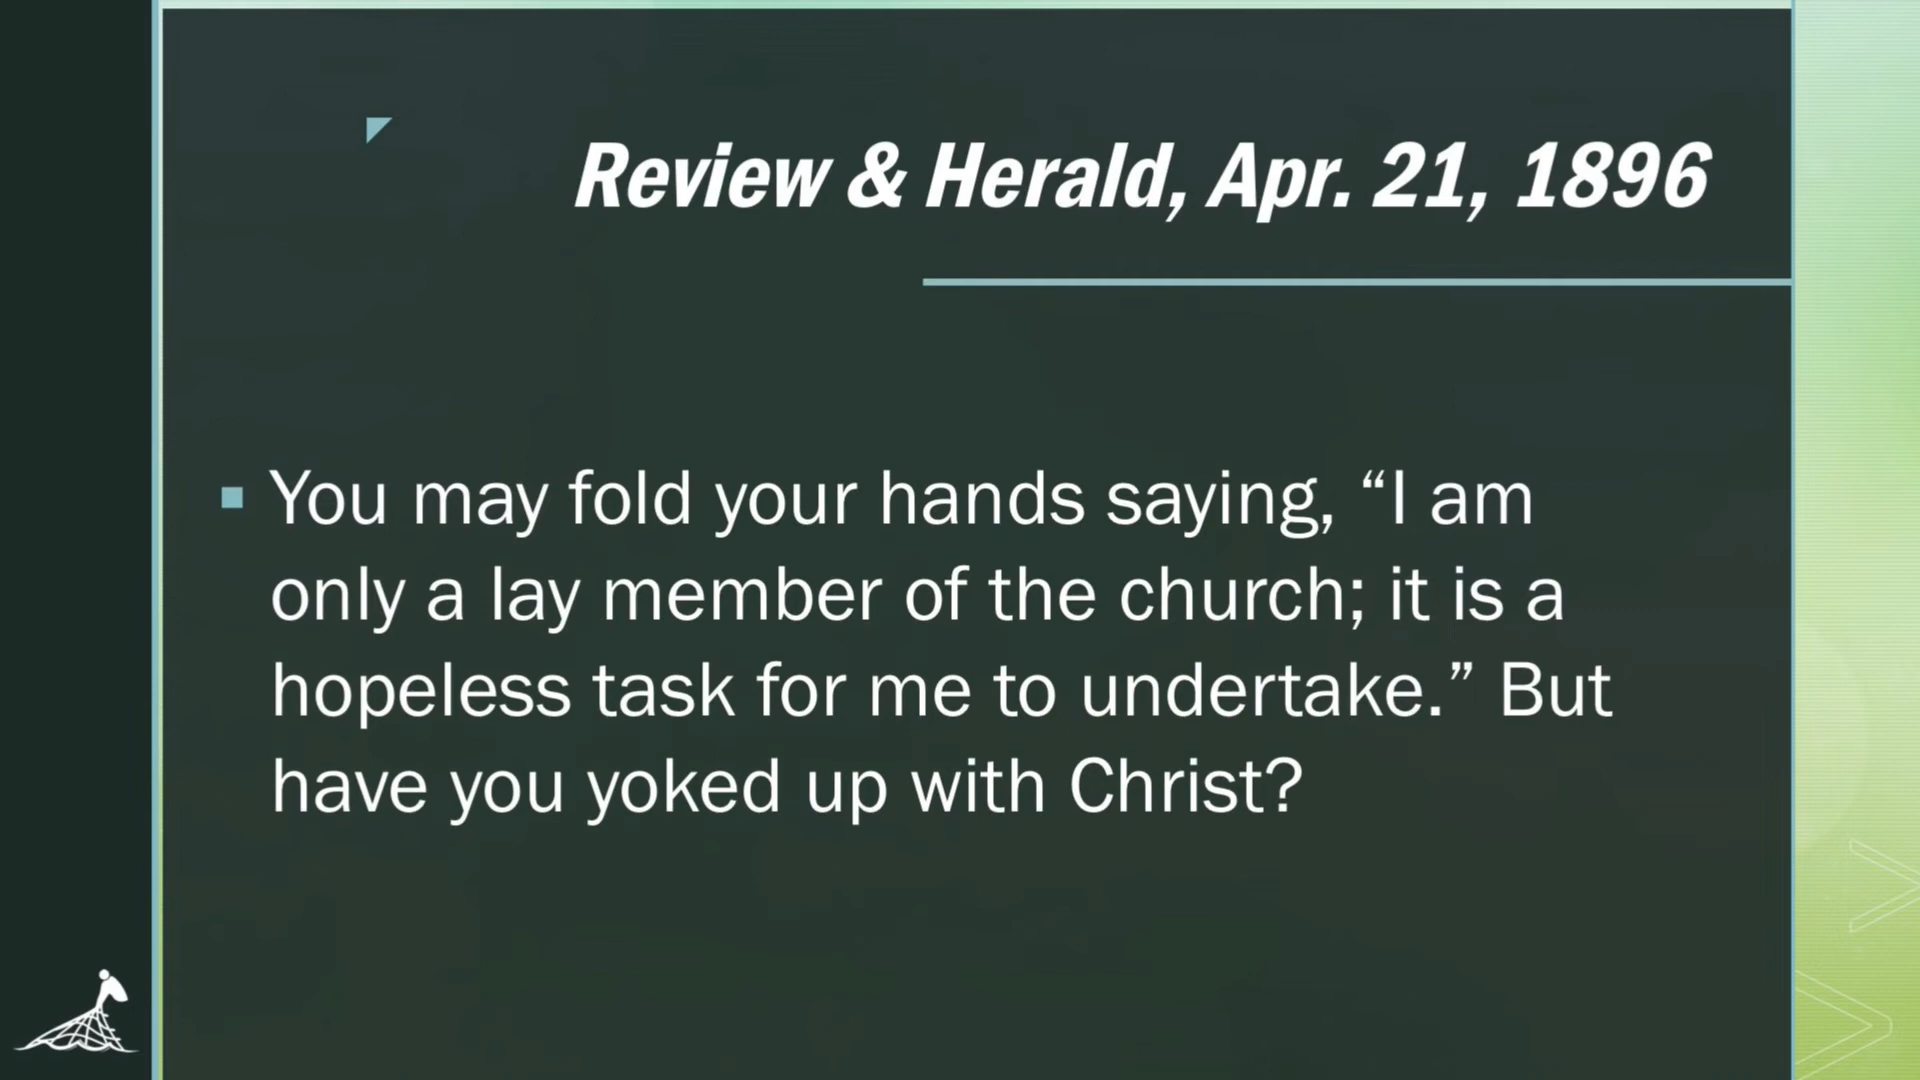 Review & Herald, Apr. 21, 1896
You may fold your hands saying, “I am
only a lay member of the church; it is a
hopeless task for me to undertake.” But
have you yoked up with Christ?